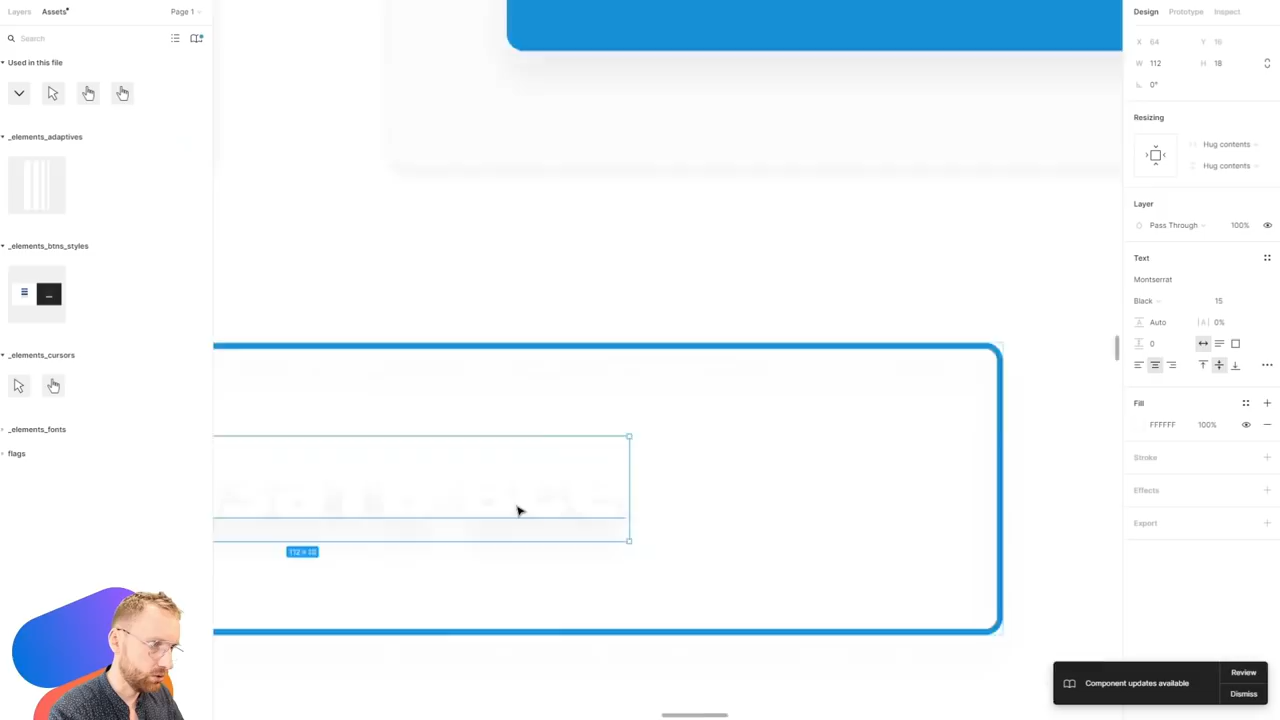 Layers Assets Page 1
Search
Used in this file
_elements_adaptives
_elements_btns_styles
_elements_cursors
_elements_fonts
flags
Design Prototype Inspect
X 64 Y 16
W 112 H 18
0°
Resizing
Hug contents
Hug contents
Layer
Pass Through 100%
Text
Montserrat
Black 15
Auto |A| 0%
0
Fill
FFFFFF 100%
Stroke
Effects
Export
Component updates available
Review
Dismiss